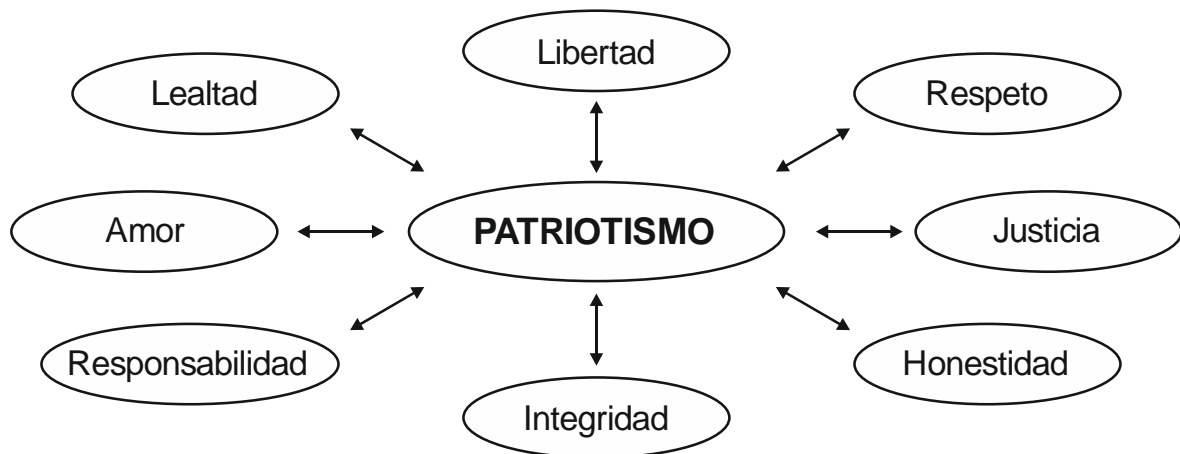 Libertad
Lealtad
Respeto
Amor
PATRIOTISMO
Justicia
Responsabilidad
Honestidad
Integridad